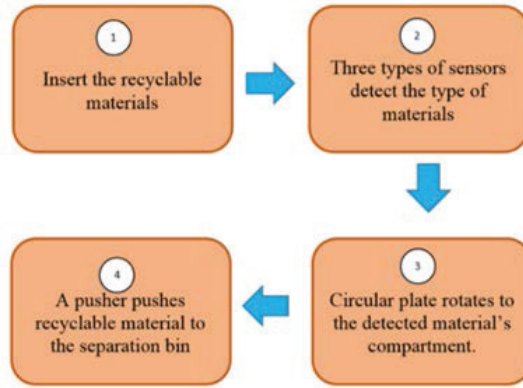 1
Insert the recyclable
materials
2
Three types of sensors
detect the type of
materials
3
Circular plate rotates to
the detected material's
compartment.
4
A pusher pushes
recyclable material to
the separation bin